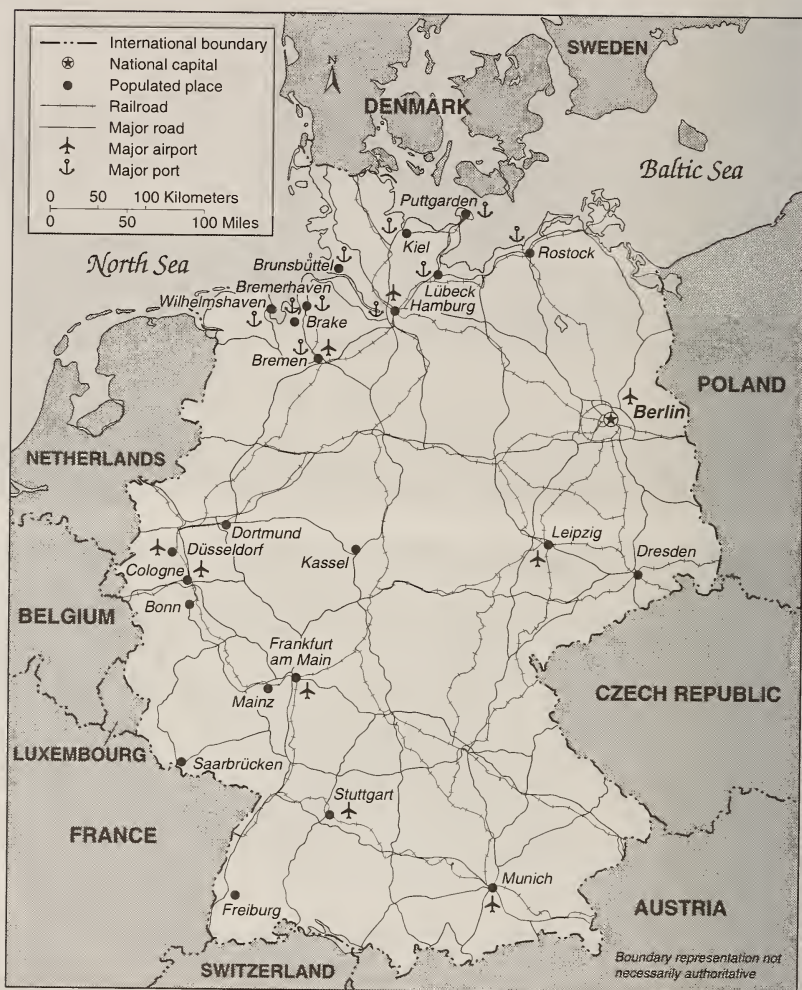 International boundary
National capital
Populated place
Railroad
Major road
Major airport
Major port
0 50 100 Kilometers
0 50 100 Miles
N
SWEDEN
DENMARK
Baltic Sea
Puttgarden
Kiel
Rostock
North Sea
Brunsbüttel
Lübeck
Bremerhaven
Wilhelmshaven
Hamburg
Brake
Bremen
POLAND
Berlin
NETHERLANDS
Dortmund
Leipzig
Düsseldorf
Kassel
Dresden
Cologne
Bonn
BELGIUM
Frankfurt
am Main
CZECH REPUBLIC
Mainz
LUXEMBOURG
Saarbrücken
Stuttgart
FRANCE
Munich
Freiburg
AUSTRIA
SWITZERLAND
Boundary representation not
necessarily authoritative